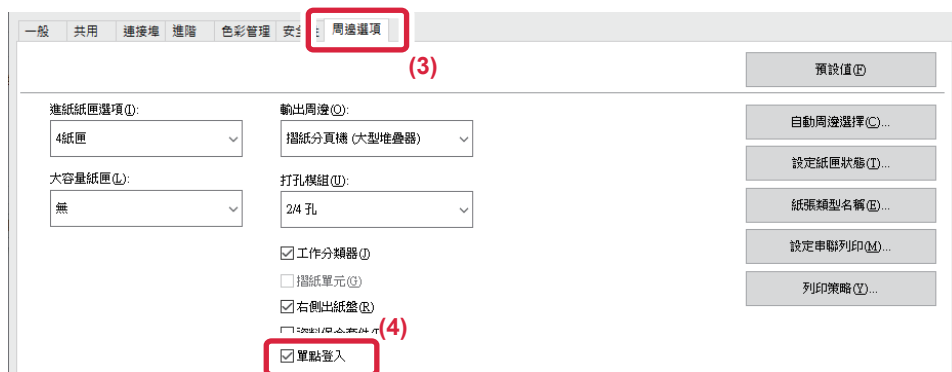 一般 共用 連接埠 進階 色彩管理 安全 周邊選項
(3)
預設值(F)
進紙紙匣選項(I):
4紙匣
大容量紙匣(L):
無
輸出周邊(O):
摺紙分頁機 (大型堆疊器)
打孔模組(U):
2/4 孔
工作分類器(J)
摺紙單元(G)
右側出紙盤(R)
(4)
單點登入
自動周邊選擇(C)...
設定紙匣狀態(T)...
紙張類型名稱(E)...
設定串聯列印(M)...
列印策略(Y)...